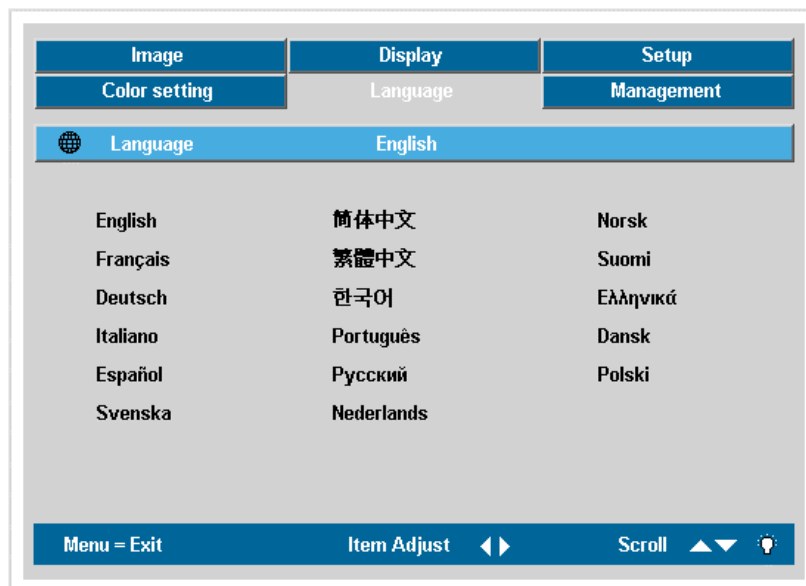 Image Display Setup
Color setting Language Management
Language English
English 简体中文 Norsk
Français 繁體中文 Suomi
Deutsch 한국어 Ελληνικά
Italiano Português Dansk
Español Русский Polski
Svenska Nederlands
Menu = Exit Item Adjust Scroll